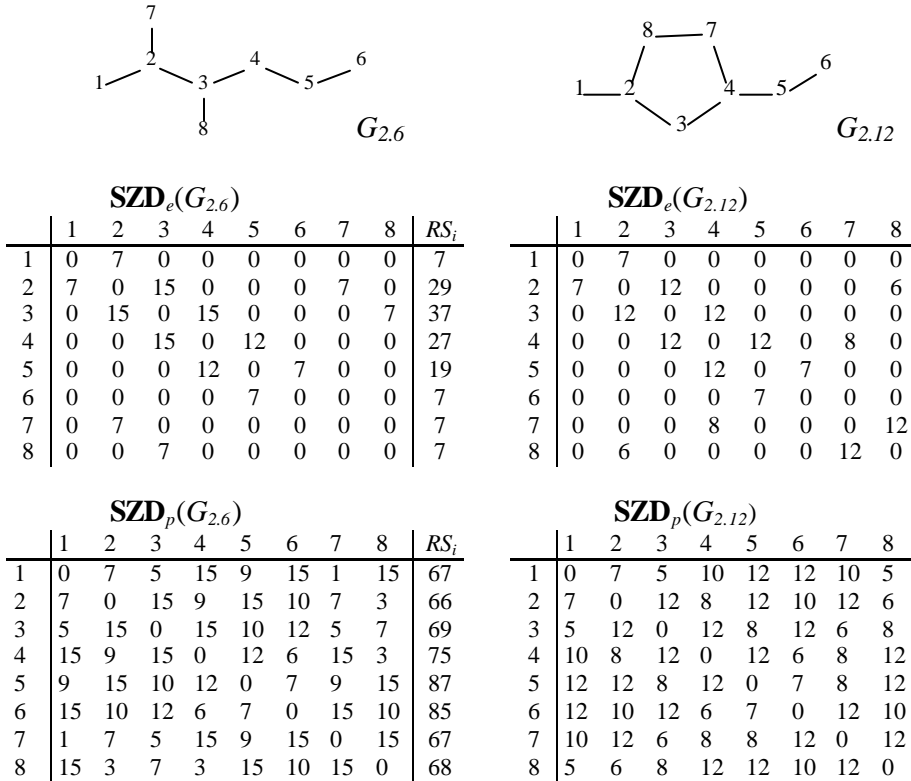 7
2
4
6
1
3
5
8
G2.6
8
7
6
1
2
4
5
3
G2.12
SZDe(G2.6)
1 2 3 4 5 6 7 8 RSi
1 0 7 0 0 0 0 0 0 7
2 7 0 15 0 0 0 7 0 29
3 0 15 0 15 0 0 0 7 37
4 0 0 15 0 12 0 0 0 27
5 0 0 0 12 0 7 0 0 19
6 0 0 0 0 7 0 0 0 7
7 0 7 0 0 0 0 0 0 7
8 0 0 7 0 0 0 0 0 7
SZDe(G2.12)
1 2 3 4 5 6 7 8
1 0 7 0 0 0 0 0 0
2 7 0 12 0 0 0 0 6
3 0 12 0 12 0 0 0 0
4 0 0 12 0 12 0 8 0
5 0 0 0 12 0 7 0 0
6 0 0 0 0 7 0 0 0
7 0 0 0 8 0 0 0 12
8 0 6 0 0 0 0 12 0
SZDp(G2.6)
1 2 3 4 5 6 7 8 RSi
1 0 7 5 15 9 15 1 15 67
2 7 0 15 9 15 10 7 3 66
3 5 15 0 15 10 12 5 7 69
4 15 9 15 0 12 6 15 3 75
5 9 15 10 12 0 7 9 15 87
6 15 10 12 6 7 0 15 10 85
7 1 7 5 15 9 15 0 15 67
8 15 3 7 3 15 10 15 0 68
SZDp(G2.12)
1 2 3 4 5 6 7 8
1 0 7 5 10 12 12 10 5
2 7 0 12 8 12 10 12 6
3 5 12 0 12 8 12 6 8
4 10 8 12 0 12 6 8 12
5 12 12 8 12 0 7 8 12
6 12 10 12 6 7 0 12 10
7 10 12 6 8 8 12 0 12
8 5 6 8 12 12 10 12 0